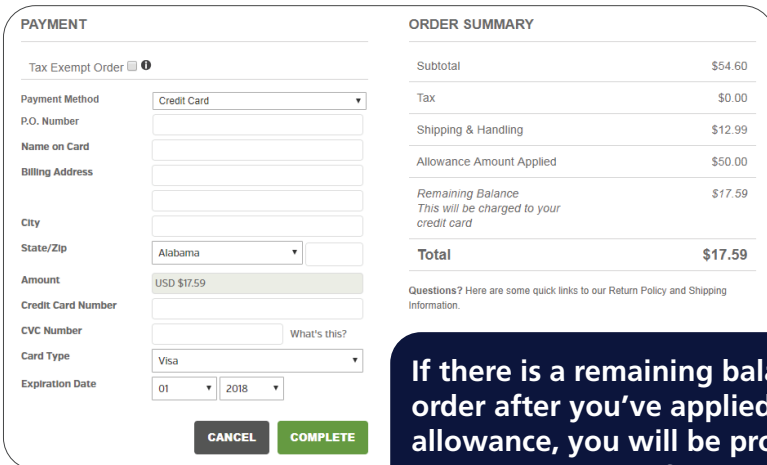 PAYMENT
Tax Exempt Order
Payment Method Credit Card
P.O. Number
Name on Card
Billing Address
City
State/Zip Alabama
Amount USD $17.59
Credit Card Number
CVC Number What's this?
Card Type Visa
Expiration Date 01 2018
CANCEL COMPLETE
ORDER SUMMARY
Subtotal $54.60
Tax $0.00
Shipping & Handling $12.99
Allowance Amount Applied $50.00
Remaining Balance $17.59
This will be charged to your
credit card
Total $17.59
Questions? Here are some quick links to our Return Policy and Shipping
Information.
If there is a remaining
order after you've applied
allowance, you will be